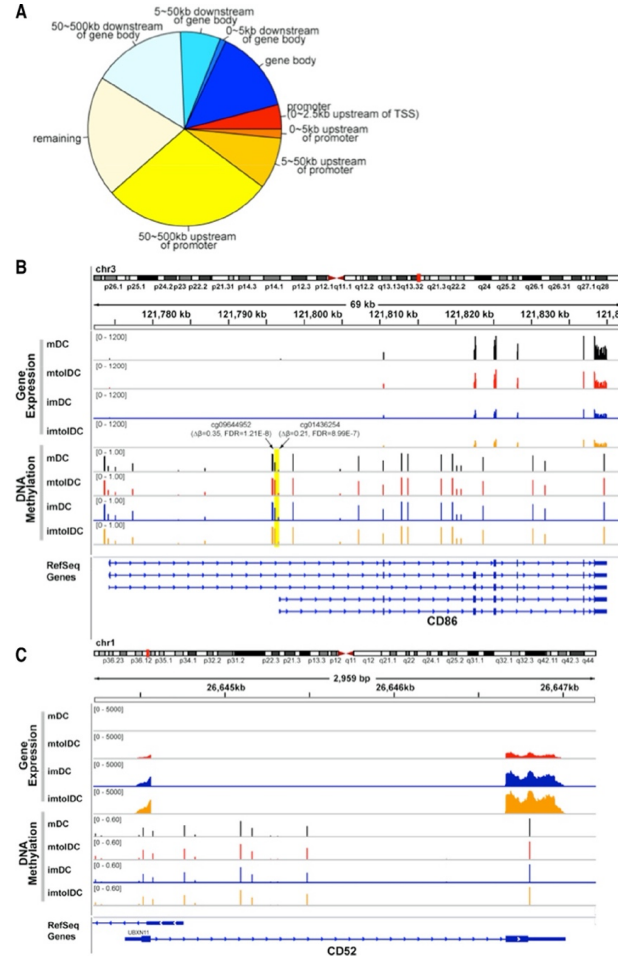 A
5~50kb downstream
of gene body
0~5kb downstream
of gene body
50~500kb downstream
of gene body
gene body
promoter
(0~2.5kb upstream of TSS)
0~5kb upstream
of promoter
remaining
5~50kb upstream
of promoter
50~500kb upstream
of promoter
B
chr3
p26.1 p25.1 p24.2 p23 p22.2 p21.31 p14.3 p14.1 p12.3 p12.1 q11.1 q12.2 q13.13 q13.32 q21.3 q22.2 q24 q25.2 q26.1 q26.31 q27.1 q28
69 kb
121,780 kb 121,790 kb 121,800 kb 121,810 kb 121,820 kb 121,830 kb 121,8
Gene
Expression
mDC [0 - 1200]
mtolDC [0 - 1200]
imDC [0 - 1200]
imtolDC [0 - 1200]
cg09644952 cg01436254
(Δβ=0.35, FDR=1.21E-8) (Δβ=0.21, FDR=8.99E-7)
DNA
Methylation
mDC [0 - 1.00]
mtolDC [0 - 1.00]
imDC [0 - 1.00]
imtolDC [0 - 1.00]
RefSeq
Genes
CD86
C
chr1
p36.23 p36.12 p35.1 p34.1 p32.2 p31.2 p22.3 p21.3 p13.3 p12 q11 q12 q21.1 q22 q24.1 q25.2 q31.1 q32.1 q32.3 q42.11 q42.3 q44
2,959 bp
26,645kb 26,646 kb 26,647kb
Gene
Expression
mDC [0 - 5000]
mtolDC
imDC [0 - 5000]
imtolDC [0 - 5000]
DNA
Methylation
mDC [0 - 0.60]
mtolDC [0 - 0.60]
imDC [0 - 0.60]
imtolDC [0 - 0.60]
RefSeq
Genes
UBXN11
CD52